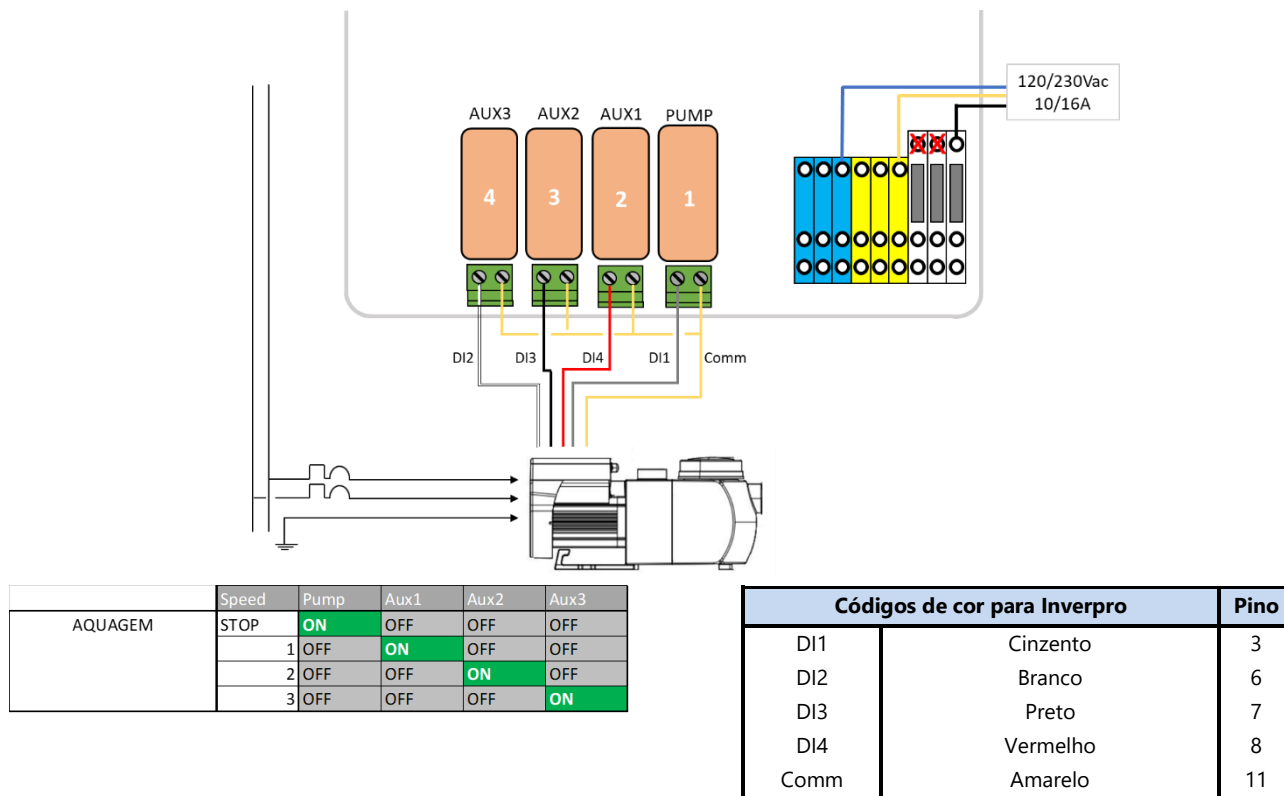 120/230Vac
10/16A
AUX3 AUX2 AUX1 PUMP
4 3 2 1
DI2 DI3 DI4 DI1 Comm
Speed Pump Aux1 Aux2 Aux3
AQUAGEM STOP ON OFF OFF OFF
1 OFF ON OFF OFF
2 OFF OFF ON OFF
3 OFF OFF OFF ON
Códigos de cor para Inverpro Pino
DI1 Cinzento 3
DI2 Branco 6
DI3 Preto 7
DI4 Vermelho 8
Comm Amarelo 11